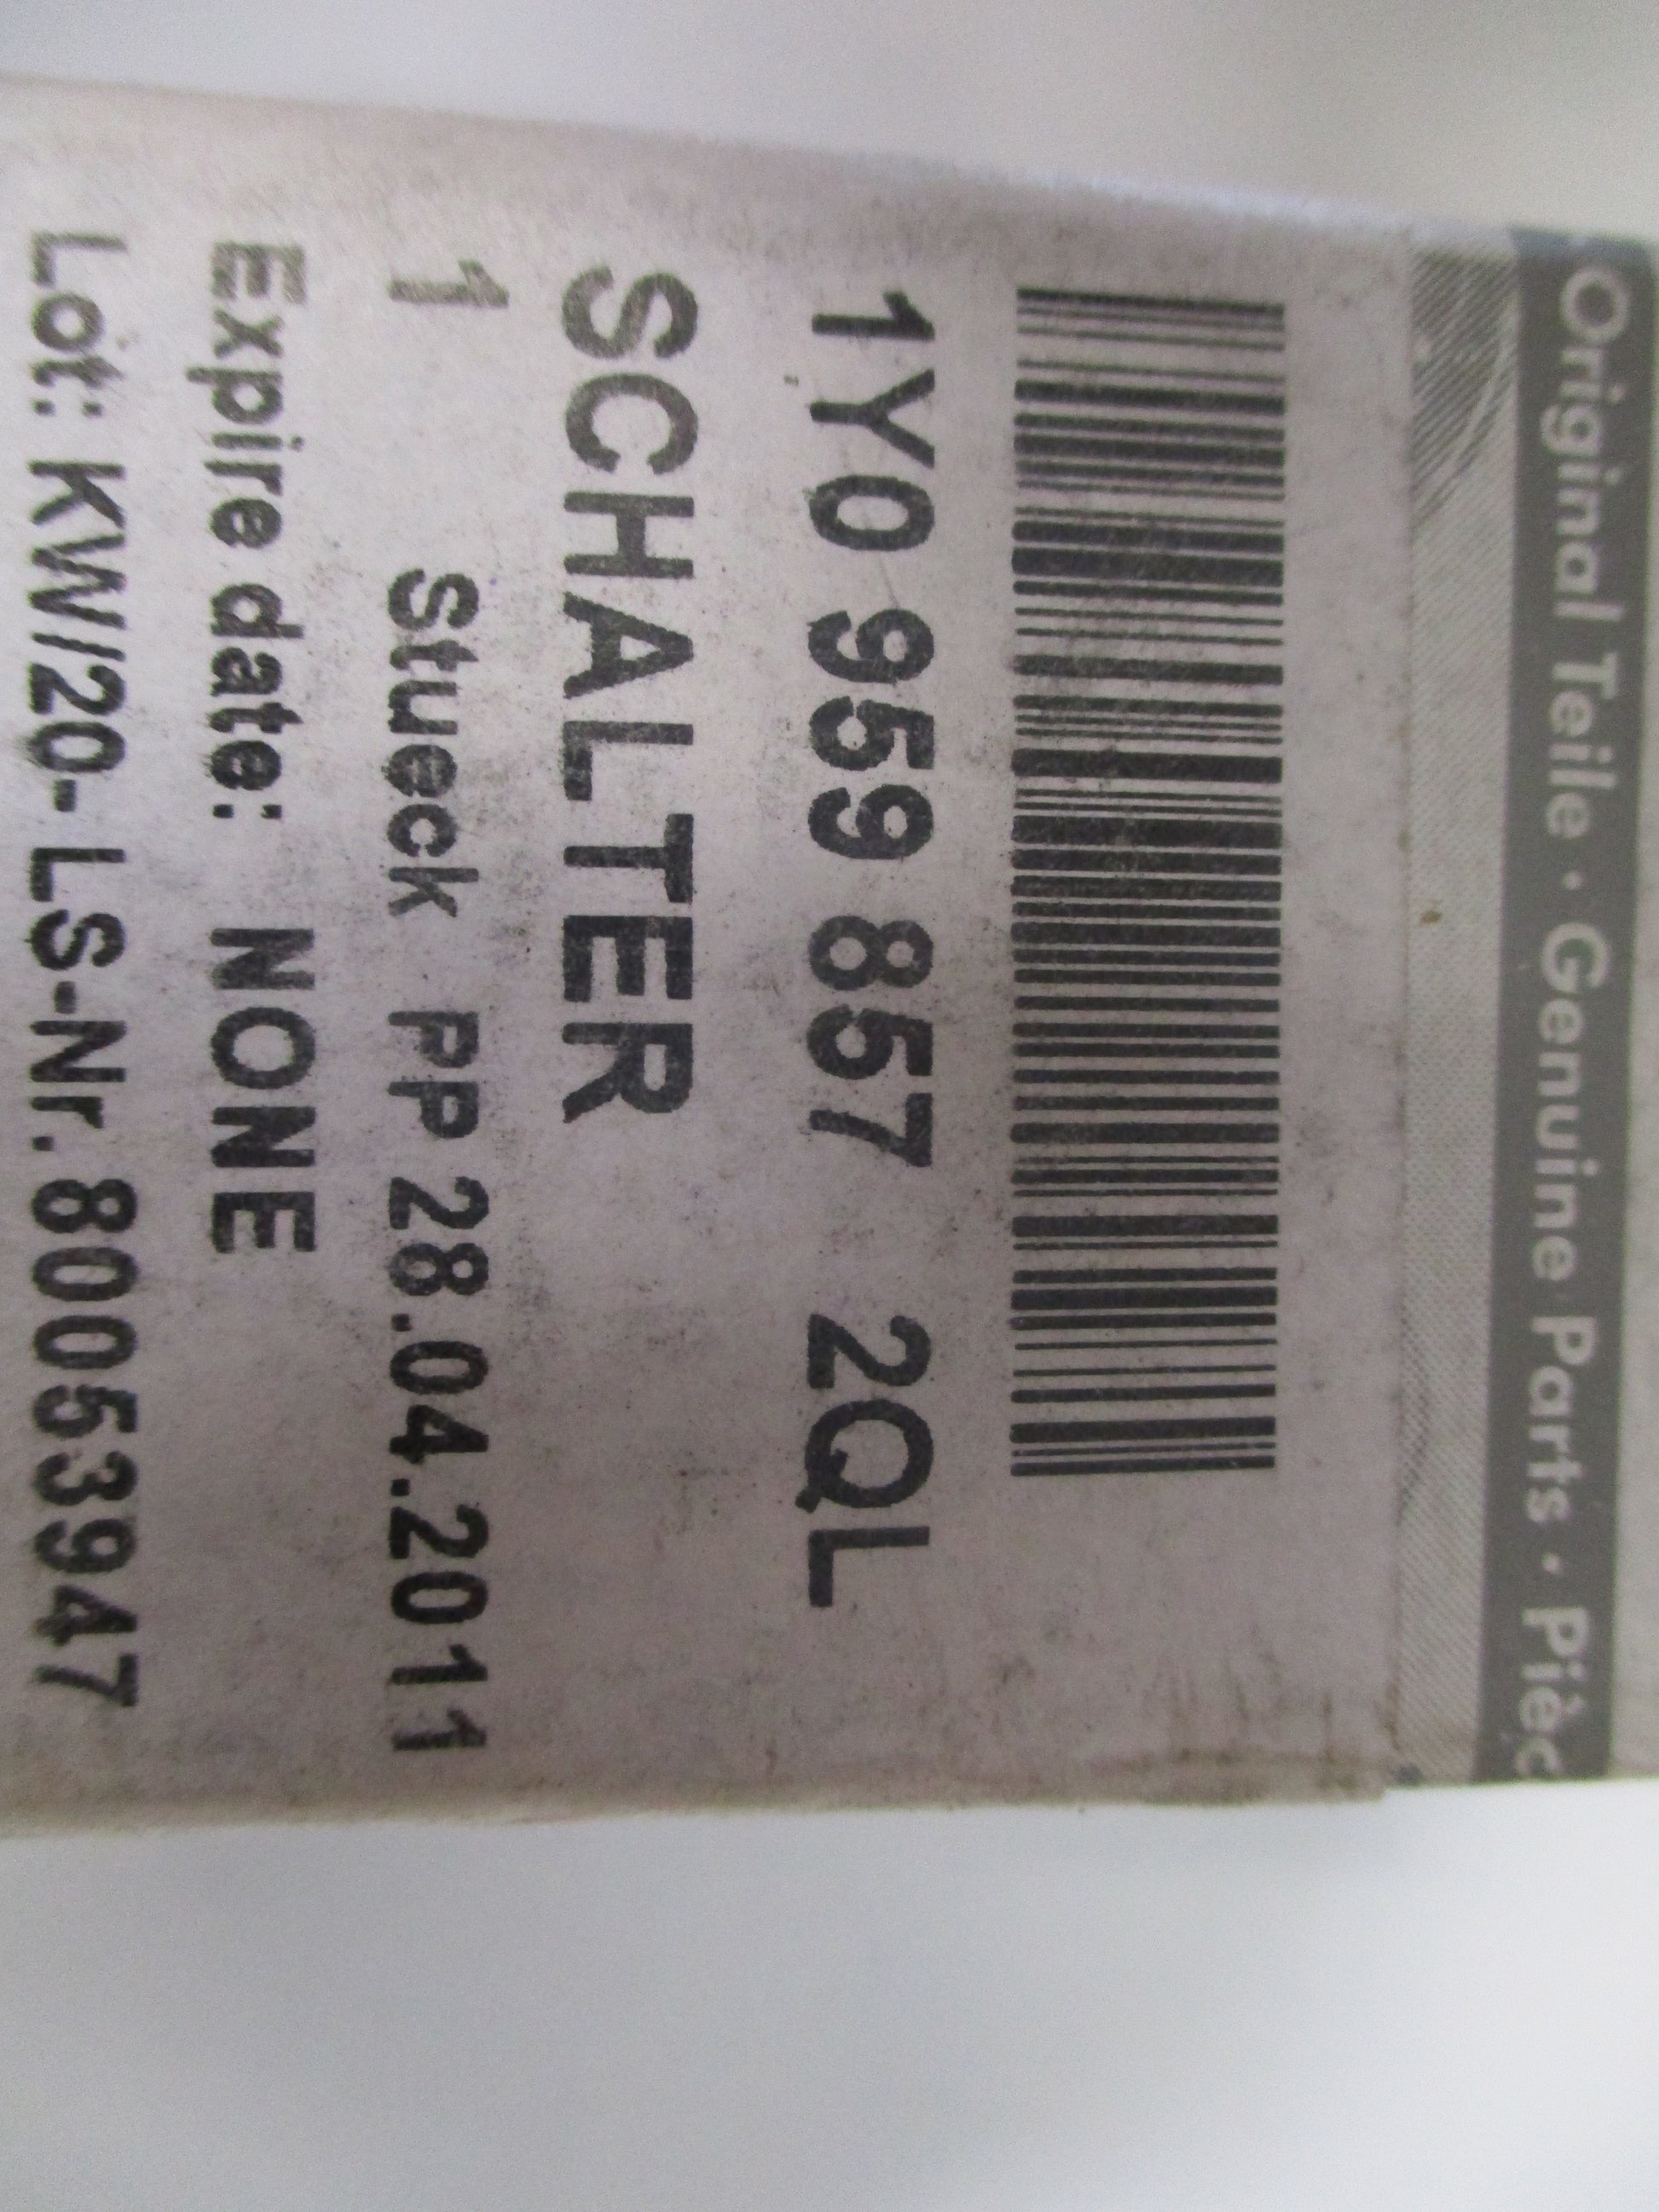 Original Teile · Genuine Parts · Pièc
1Y0 959 857 2QL
SCHALTER
1 Stueck PP 28.04.2011
Expire date: NONE
Lot: KW/20- LS-Nr. 80053947